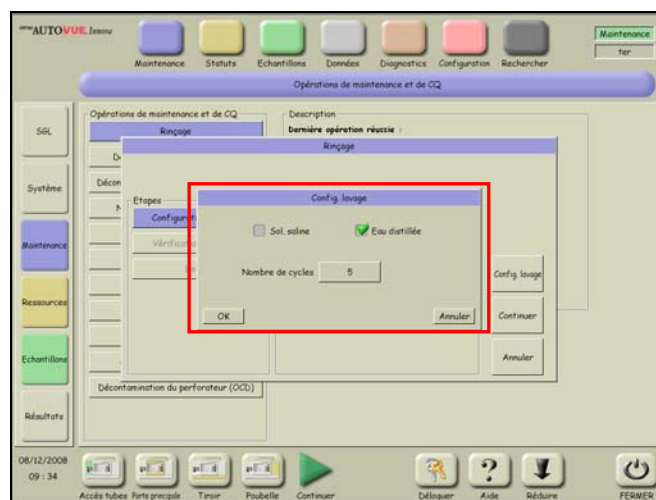 ortho AUTOVUE Innova
Maintenance Statuts Echantillons Données Diagnostics Configuration Rechercher
Maintenance
ter
Opérations de maintenance et de CQ
SGL
Système
Maintenance
Ressources
Echantillons
Résultats
Opérations de maintenance et de CQ
Rinçage
Description
Dernière opération réussie :
Rinçage
Etapes
Config. lavage
Sol. saline Eau distillée
Nombre de cycles 5
OK Annuler
Config. lavage
Continuer
Annuler
Décontamination du perforateur (OCD)
08/12/2008
09 : 34
Accès tubes Porte principale Tiroir Poubelle Continuer Déloguer Aide Réduire FERMER